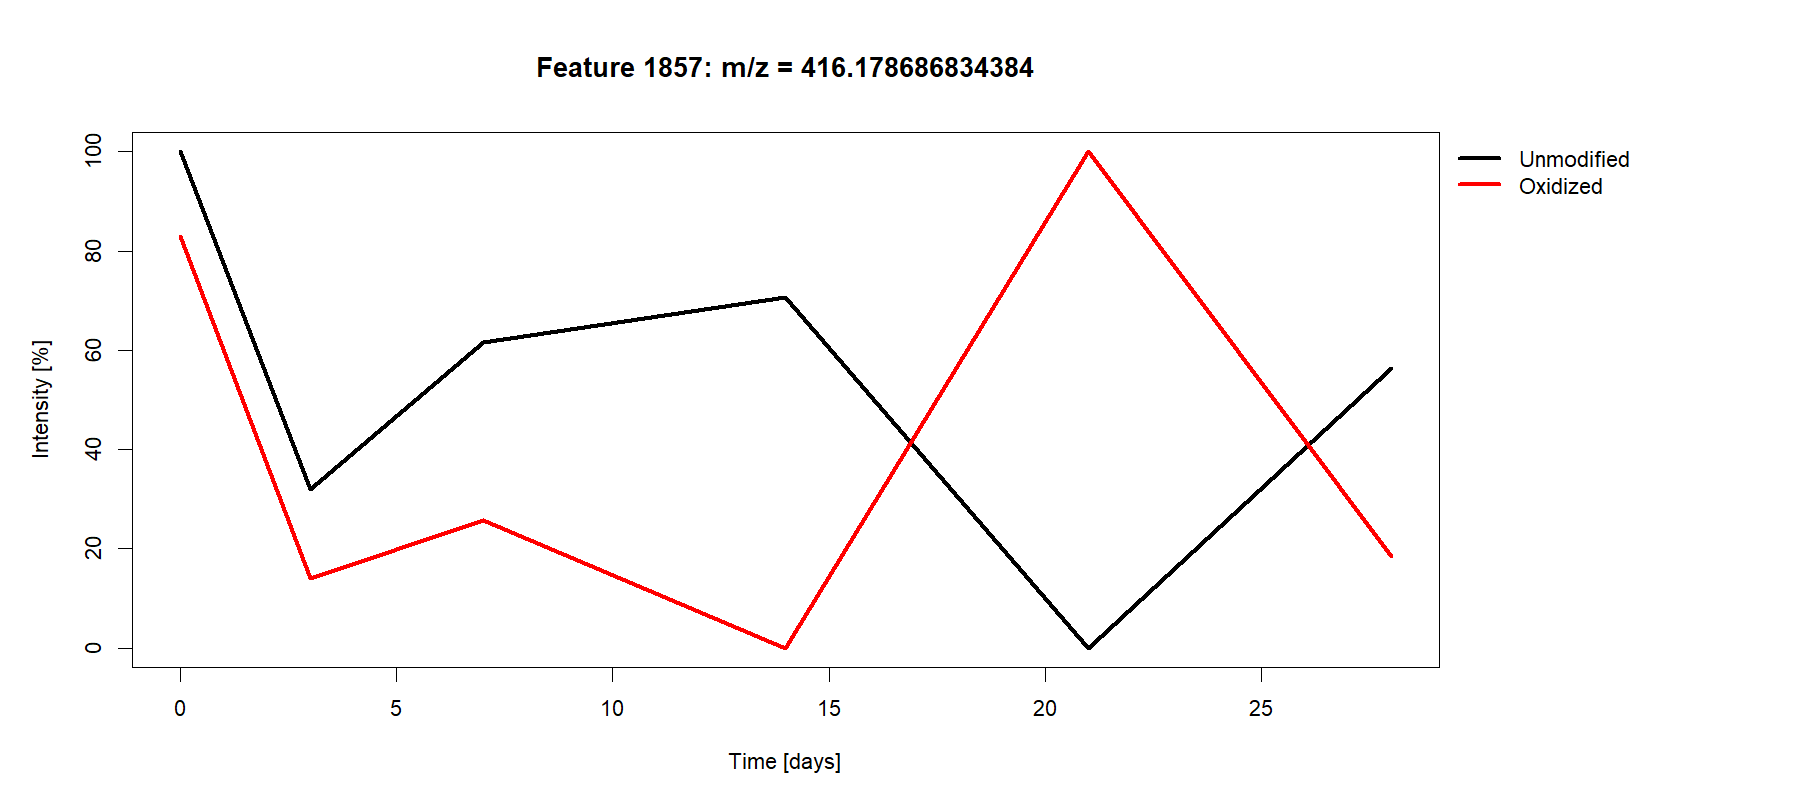 Feature 1857: m/z = 416.178686834384
Unmodified
Oxidized
Intensity [%]
100
80
60
40
20
0
0 5 10 15 20 25
Time [days]